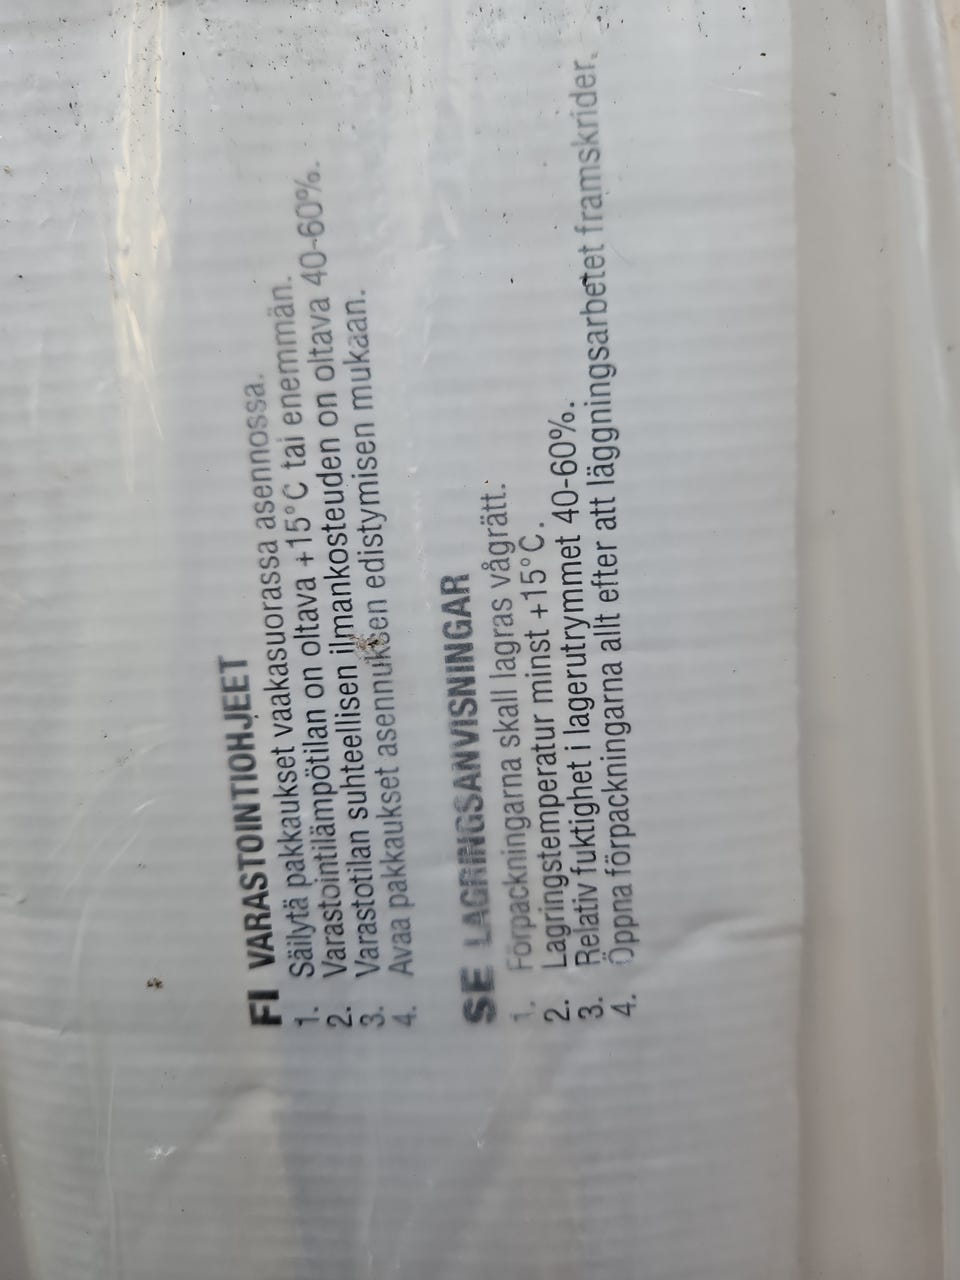 FI VARASTOINTIOHJEET
1. Säilytä pakkaukset vaakasuorassa asennossa.
2. Varastointilämpötilan on oltava +15°C tai enemmän.
3. Varastotilan suhteellisen ilmankosteuden on oltava 40-60%.
4. Avaa pakkaukset asennuksen edistymisen mukaan.
SE LAGRINGSANVISNINGAR
1. Förpackningarna skall lagras vågrätt.
2. Lagringstemperatur minst +15°C.
3. Relativ fuktighet i lagerutrymmet 40-60%.
4. Öppna förpackningarna allt efter att läggningsarbetet framskrider.